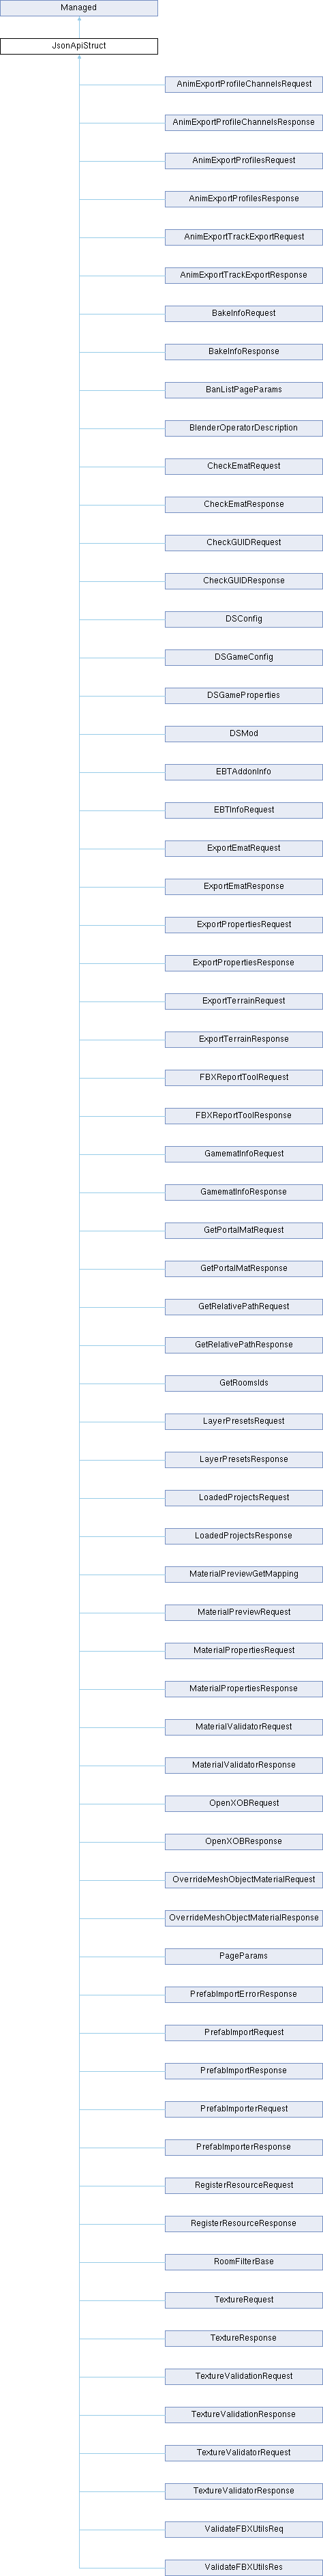 Managed
JsonApiStruct
AnimExportProfileChannelsRequest
AnimExportProfileChannelsResponse
AnimExportProfilesRequest
AnimExportProfilesResponse
AnimExportTrackExportRequest
AnimExportTrackExportResponse
BakeInfoRequest
BakeInfoResponse
BanListPageParams
BlenderOperatorDescription
CheckEmatRequest
CheckEmatResponse
CheckGUIDRequest
CheckGUIDResponse
DSConfig
DSGameConfig
DSGameProperties
DSMod
EBTAddonInfo
EBTInfoRequest
ExportEmatRequest
ExportEmatResponse
ExportPropertiesRequest
ExportPropertiesResponse
ExportTerrainRequest
ExportTerrainResponse
FBXReportToolRequest
FBXReportToolResponse
GamematInfoRequest
GamematInfoResponse
GetPortalMatRequest
GetPortalMatResponse
GetRelativePathRequest
GetRelativePathResponse
GetRoomsIds
LayerPresetsRequest
LayerPresetsResponse
LoadedProjectsRequest
LoadedProjectsResponse
MaterialPreviewGetMapping
MaterialPreviewRequest
MaterialPropertiesRequest
MaterialPropertiesResponse
MaterialValidatorRequest
MaterialValidatorResponse
OpenXOBRequest
OpenXOBResponse
OverrideMeshObjectMaterialRequest
OverrideMeshObjectMaterialResponse
PageParams
PrefabImportErrorResponse
PrefabImportRequest
PrefabImportResponse
PrefabImporterRequest
PrefabImporterResponse
RegisterResourceRequest
RegisterResourceResponse
RoomFilterBase
TextureRequest
TextureResponse
TextureValidationRequest
TextureValidationResponse
TextureValidatorRequest
TextureValidatorResponse
ValidateFBXUtilsReq
ValidateFBXUtilsRes